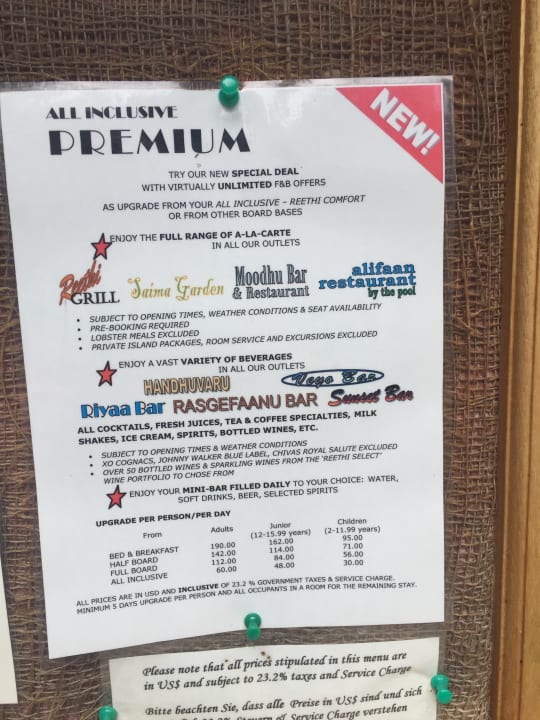 ALL INCLUSIVE
PREMIUM
NEW!
TRY OUR NEW SPECIAL DEAL
WITH VIRTUALLY UNLIMITED F&B OFFERS
AS UPGRADE FROM YOUR ALL INCLUSIVE – REETHI COMFORT
OR FROM OTHER BOARD BASES
ENJOY THE FULL RANGE OF A-LA-CARTE
IN ALL OUR OUTLETS
Reethi GRILL Saima Garden Moodhu Bar & Restaurant alifaan restaurant by the pool
• SUBJECT TO OPENING TIMES, WEATHER CONDITIONS & SEAT AVAILABILITY
• PRE-BOOKING REQUIRED
• LOBSTER MEALS EXCLUDED
• PRIVATE ISLAND PACKAGES, ROOM SERVICE AND EXCURSIONS EXCLUDED
ENJOY A VAST VARIETY OF BEVERAGES
IN ALL OUR OUTLETS
HANDHUVARU Veyo Bar
Riyaa Bar RASGEFAANU BAR Sunset Bar
ALL COCKTAILS, FRESH JUICES, TEA & COFFEE SPECIALTIES, MILK
SHAKES, ICE CREAM, SPIRITS, BOTTLED WINES, ETC.
• SUBJECT TO OPENING TIMES & WEATHER CONDITIONS
• XO COGNACS, JOHNNY WALKER BLUE LABEL, CHIVAS ROYAL SALUTE EXCLUDED
• OVER 50 BOTTLED WINES & SPARKLING WINES FROM THE 'REETHI SELECT'
WINE PORTFOLIO TO CHOSE FROM
ENJOY YOUR MINI-BAR FILLED DAILY TO YOUR CHOICE: WATER,
SOFT DRINKS, BEER, SELECTED SPIRITS
UPGRADE PER PERSON/PER DAY
From Adults Junior (12-15.99 years) Children (2-11.99 years)
BED & BREAKFAST 190.00 162.00 95.00
HALF BOARD 142.00 114.00 71.00
FULL BOARD 112.00 84.00 56.00
ALL INCLUSIVE 60.00 48.00 30.00
ALL PRICES ARE IN USD AND INCLUSIVE OF 23.2 % GOVERNMENT TAXES & SERVICE CHARGE.
MINIMUM 5 DAYS UPGRADE PER PERSON AND ALL OCCUPANTS IN A ROOM FOR THE REMAINING STAY.
Please note that all prices stipulated in this menu are
in US$ and subject to 23.2% taxes and Service Charge
Bitte beachten Sie, dass alle Preise in US$ sind und sich
Steuern & Service Charge verstehen